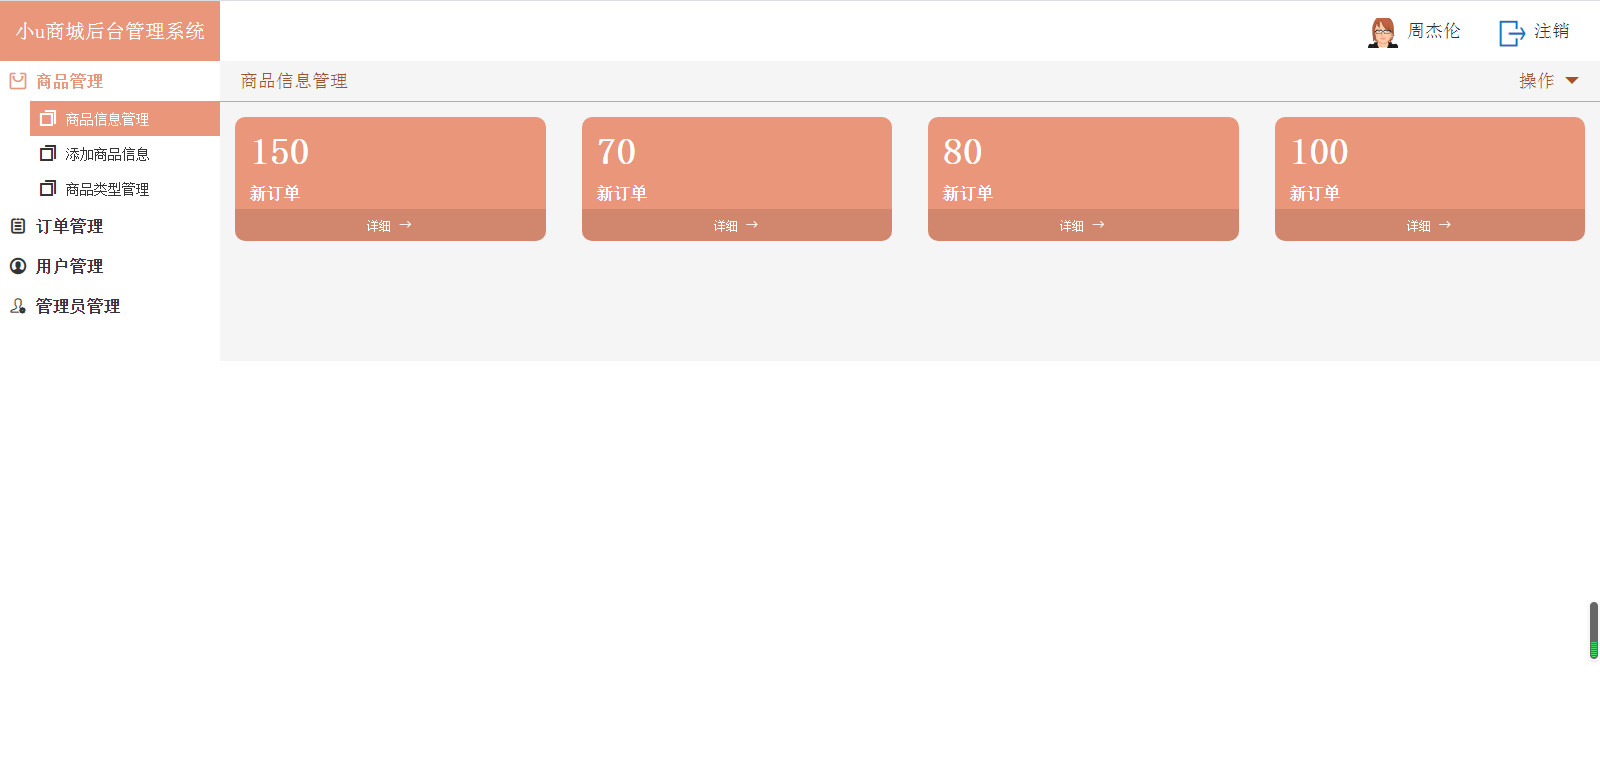 小u商城后台管理系统
周杰伦
注销
商品管理
商品信息管理
添加商品信息
商品类型管理
订单管理
用户管理
管理员管理
商品信息管理
操作
150
新订单
详细 →
70
新订单
详细 →
80
新订单
详细 →
100
新订单
详细 →